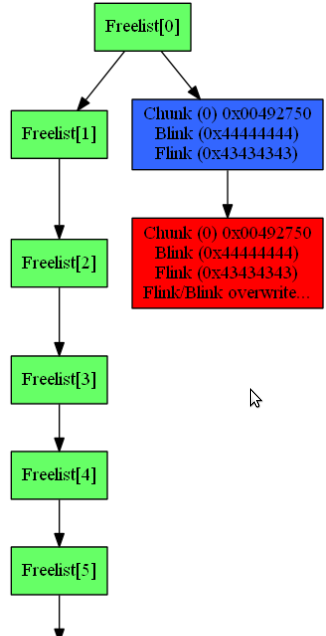 Freelist[0]
Chunk (0) 0x00492750
Blink (0x44444444)
Flink (0x43434343)
Freelist[1]
Chunk (0) 0x00492750
Blink (0x44444444)
Flink (0x43434343)
Flink/Blink overwrite...
Freelist[2]
Freelist[3]
Freelist[4]
Freelist[5]